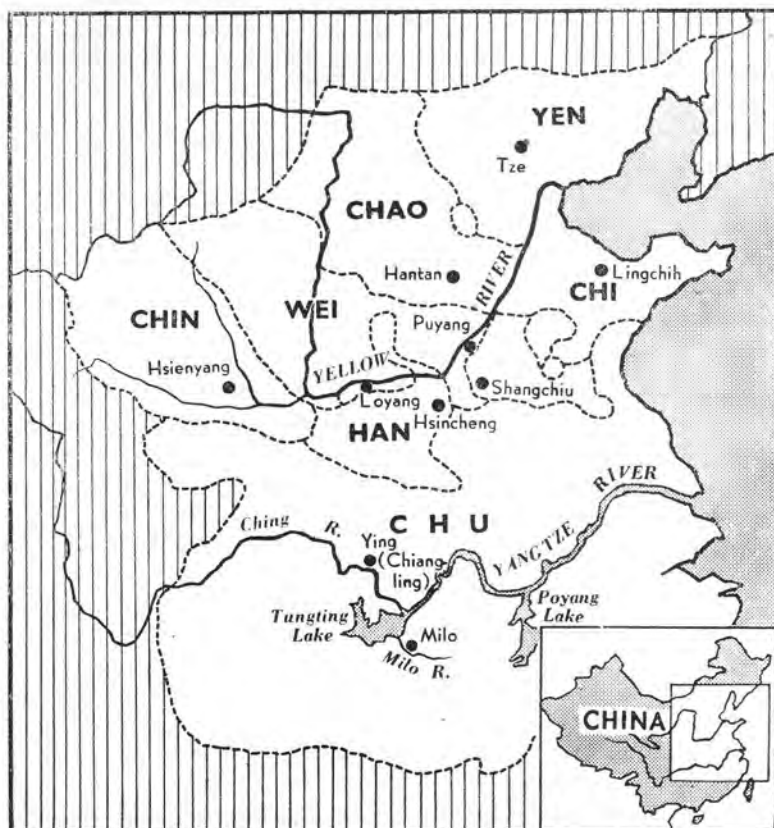 YEN
Tze
CHAO
Hantan
RIVER
Lingchih
CHI
WEI
CHIN
Puyang
Hsienyang
YELLOW
Shangchiu
Loyang
Hsincheng
HAN
RIVER
Ching R.
CHU
Ying
(Chiang
ling)
YANGTZE
Poyang
Lake
Tungting
Lake
Milo
Milo R.
CHINA